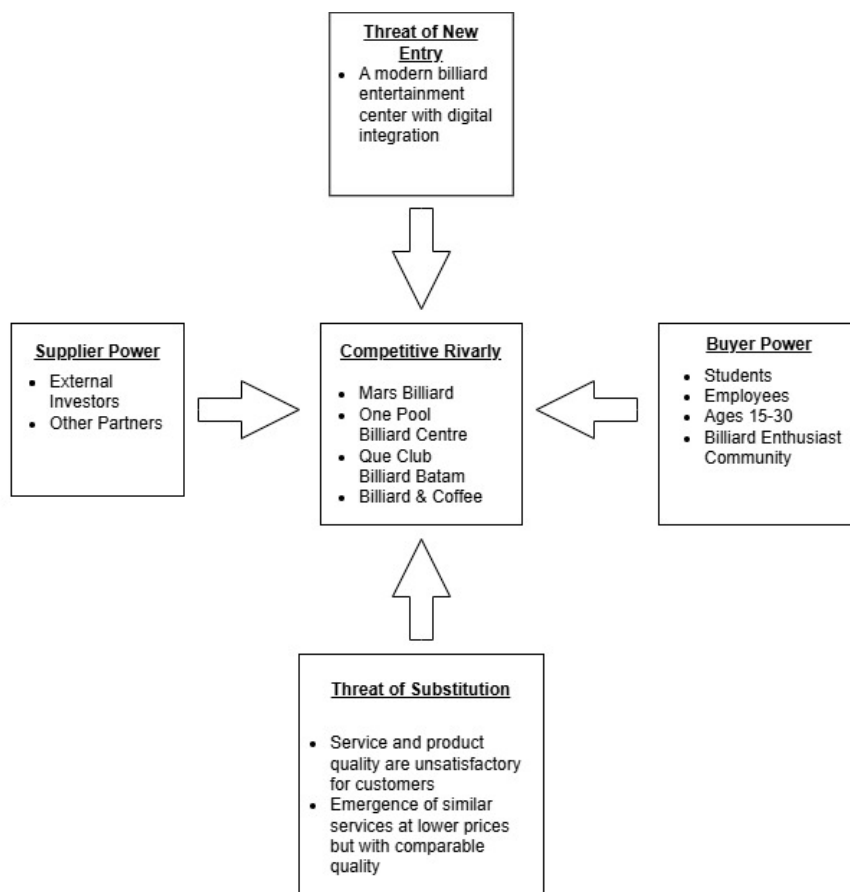 Threat of New
Entry
• A modern billiard
entertainment
center with digital
integration
Supplier Power
• External
Investors
• Other Partners
Competitive Rivarly
• Mars Billiard
• One Pool
Billiard Centre
• Que Club
Billiard Batam
• Billiard & Coffee
Buyer Power
• Students
• Employees
• Ages 15-30
• Billiard Enthusiast
Community
Threat of Substitution
• Service and product
quality are unsatisfactory
for customers
• Emergence of similar
services at lower prices
but with comparable
quality